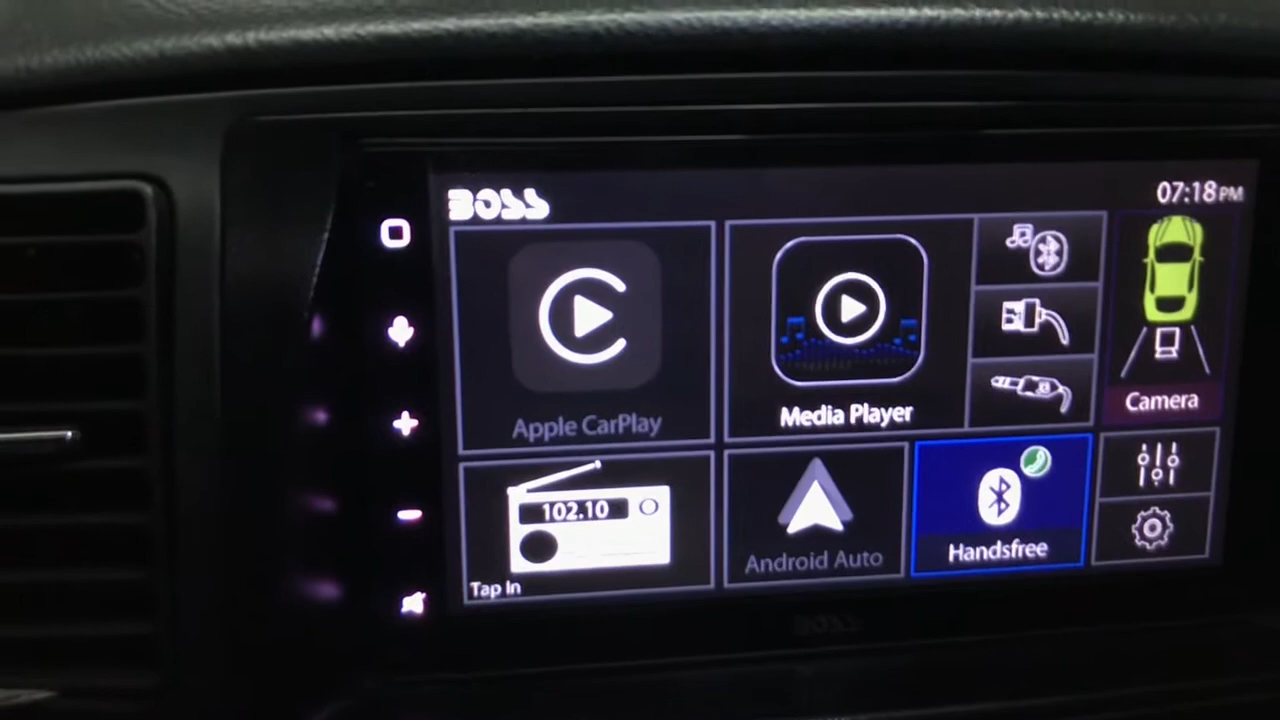 BOSS
07:18 PM
Apple CarPlay
Media Player
Camera
102.10
Tap In
Android Auto
Handsfree
BOSS